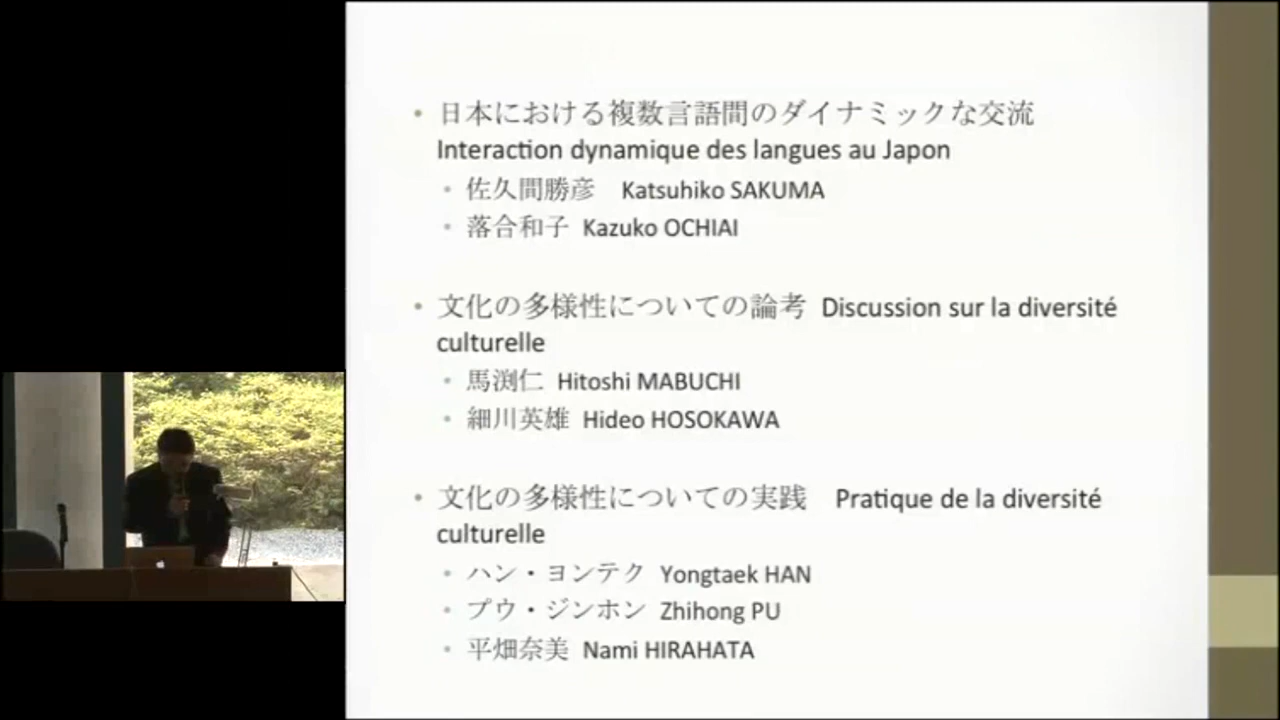 日本における複数言語間のダイナミックな交流
Interaction dynamique des langues au Japon
佐久間勝彦　Katsuhiko SAKUMA
落合和子 Kazuko OCHIAI
文化の多様性についての論考 Discussion sur la diversité
culturelle
馬渕仁 Hitoshi MABUCHI
細川英雄 Hideo HOSOKAWA
文化の多様性についての実践　Pratique de la diversité
culturelle
ハン・ヨンテク Yongtaek HAN
プウ・ジンホン Zhihong PU
平畑奈美 Nami HIRAHATA